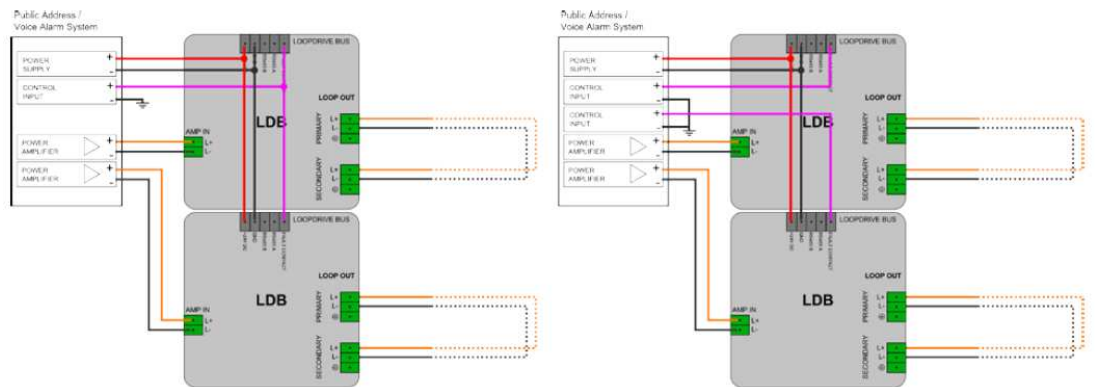 Public Address /
Voice Alarm System
POWER
SUPPLY
+
-
CONTROL
INPUT
+
-
POWER
AMPLIFIER
+
-
POWER
AMPLIFIER
+
-
LOOPDRIVE BUS
LDB
LOOP OUT
AMP IN
L+
L-
PRIMARY
L+
L-
SECONDARY
L+
L-
LOOPDRIVE BUS
GND
LDB
LOOP OUT
AMP IN
L+
L-
PRIMARY
L+
L-
SECONDARY
L+
L-
Public Address /
Voice Alarm System
POWER
SUPPLY
+
-
CONTROL
INPUT
+
-
CONTROL
INPUT
+
-
POWER
AMPLIFIER
+
-
POWER
AMPLIFIER
+
-
LOOPDRIVE BUS
LDB
LOOP OUT
AMP IN
L+
L-
PRIMARY
L+
L-
SECONDARY
L+
L-
LOOPDRIVE BUS
GND
LDB
LOOP OUT
AMP IN
L+
L-
PRIMARY
L+
L-
SECONDARY
L+
L-